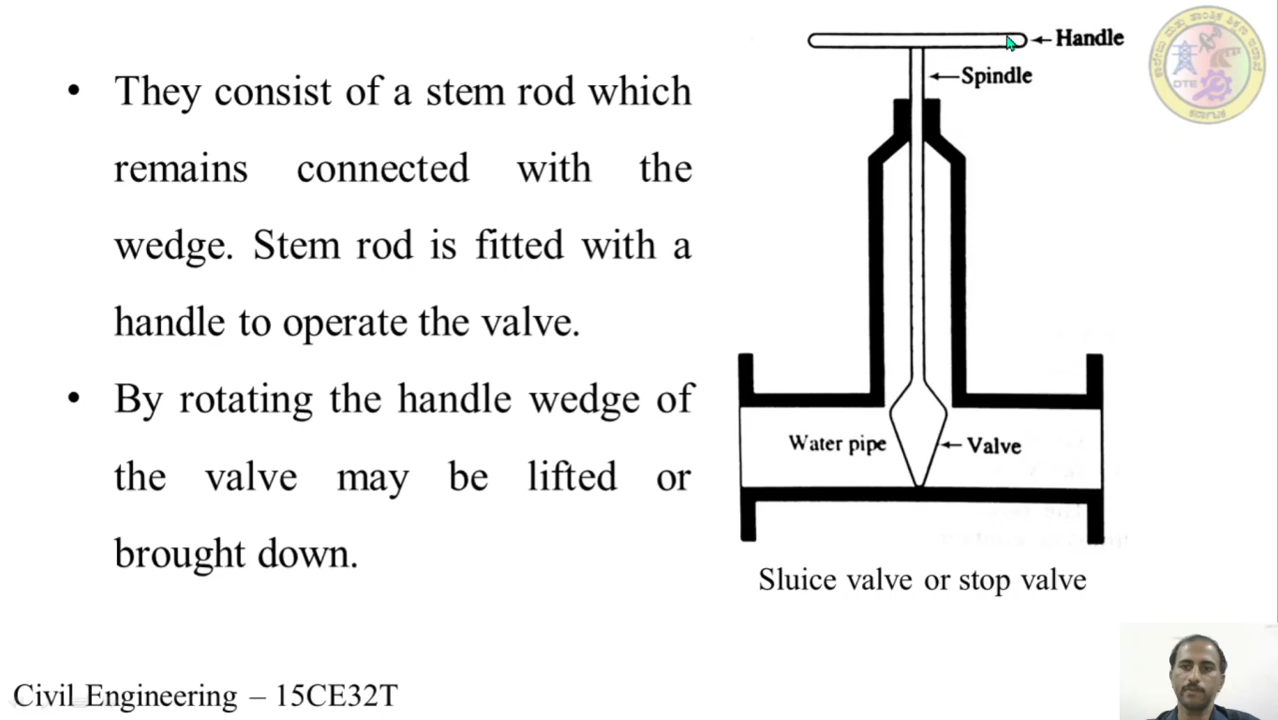 • They consist of a stem rod which
remains connected with the
wedge. Stem rod is fitted with a
handle to operate the valve.
• By rotating the handle wedge of
the valve may be lifted or
brought down.
Handle
Spindle
Water pipe
Valve
Sluice valve or stop valve
DTE
Civil Engineering – 15CE32T